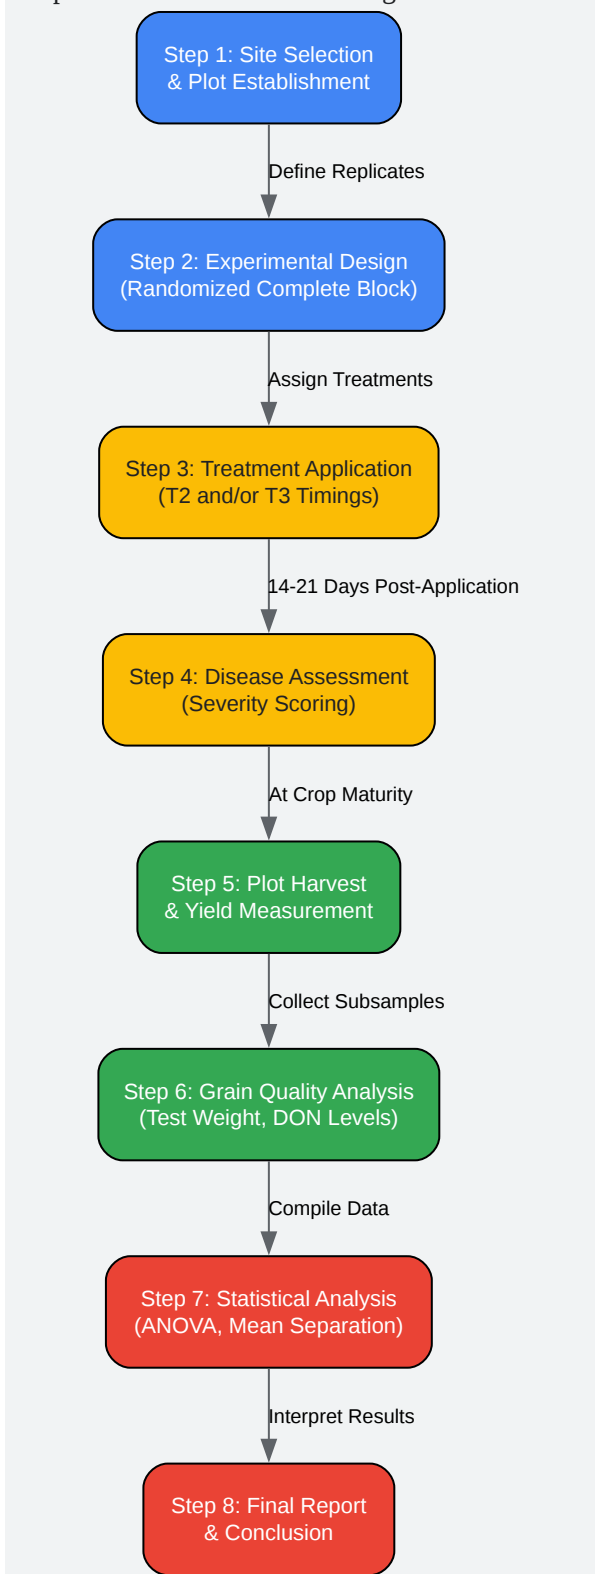 Step 1: Site Selection
& Plot Establishment
Define Replicates
Step 2: Experimental Design
(Randomized Complete Block)
Assign Treatments
Step 3: Treatment Application
(T2 and/or T3 Timings)
14-21 Days Post-Application
Step 4: Disease Assessment
(Severity Scoring)
At Crop Maturity
Step 5: Plot Harvest
& Yield Measurement
Collect Subsamples
Step 6: Grain Quality Analysis
(Test Weight, DON Levels)
Compile Data
Step 7: Statistical Analysis
(ANOVA, Mean Separation)
Interpret Results
Step 8: Final Report
& Conclusion